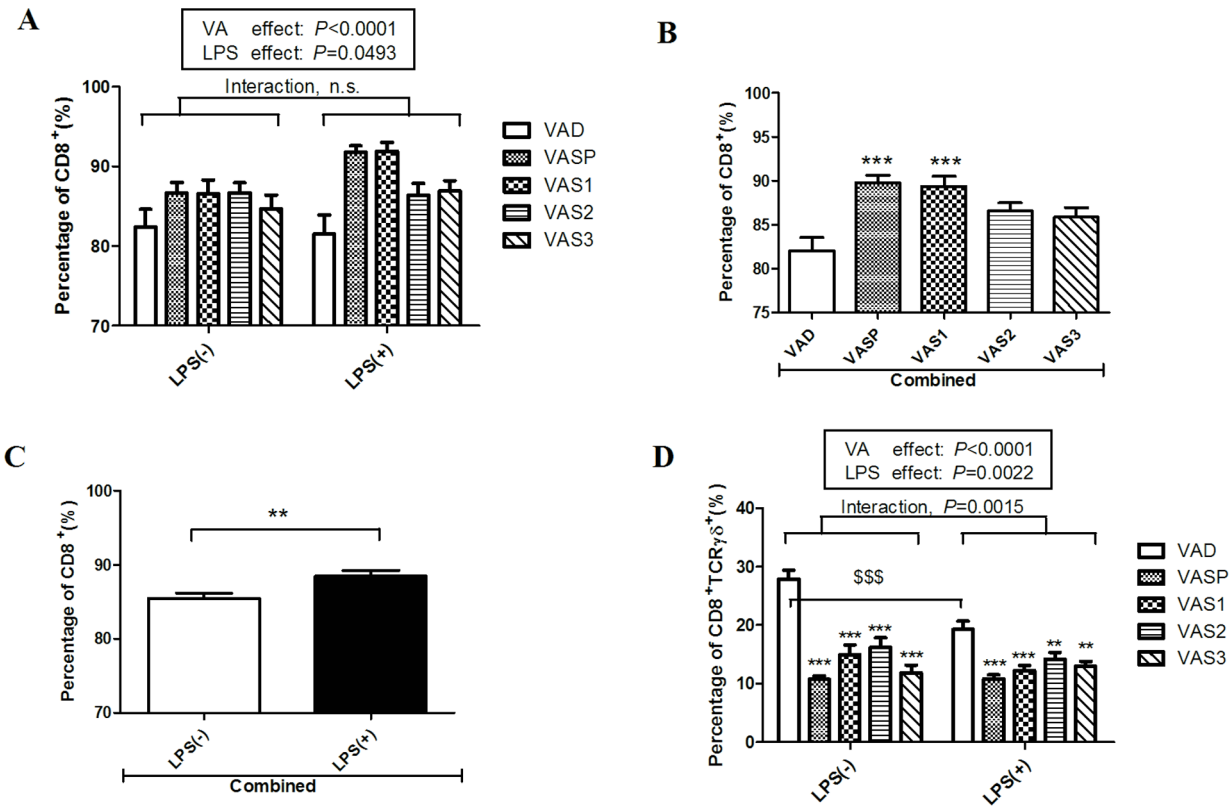 A
VA effect: P<0.0001
LPS effect: P=0.0493
Interaction, n.s.
Percentage of CD8⁺(%)
100
90
80
70
LPS(-)
LPS(+)
VAD
VASP
VAS1
VAS2
VAS3
B
Percentage of CD8⁺(%)
100
95
90
85
80
75
***
***
VAD
VASP
VAS1
VAS2
VAS3
Combined
C
Percentage of CD8⁺(%)
100
90
80
70
**
LPS(-)
LPS(+)
Combined
D
VA effect: P<0.0001
LPS effect: P=0.0022
Interaction, P=0.0015
Percentage of CD8⁺TCRγδ⁺(%)
40
30
20
10
0
$$$
***
***
***
***
***
***
**
**
LPS(-)
LPS(+)
VAD
VASP
VAS1
VAS2
VAS3